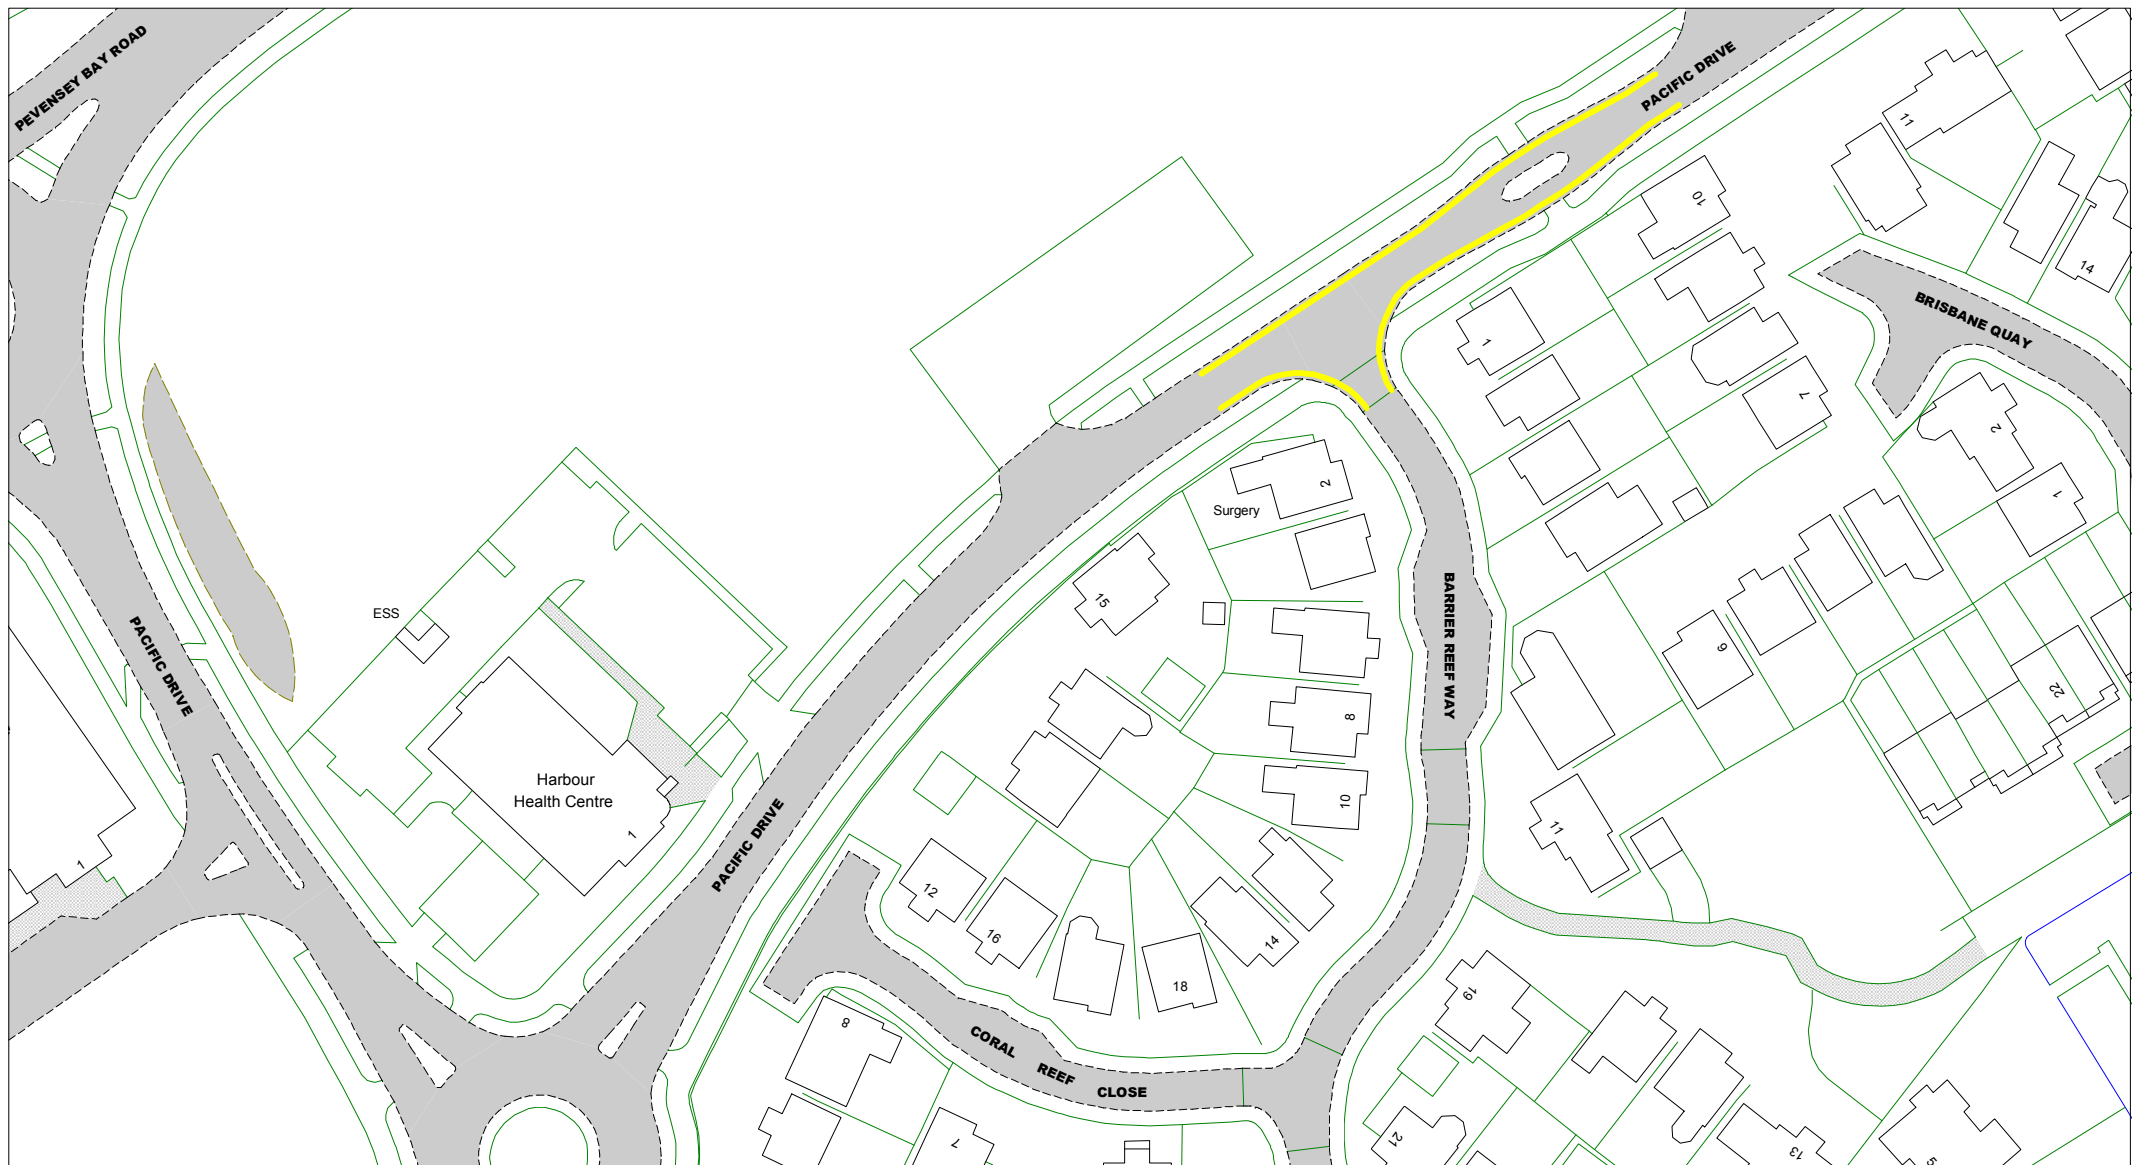 PEVENSEY BAY ROAD
PACIFIC DRIVE
11
10
14
BRISBANE QUAY
1
7
2
1
2
Surgery
15
ESS
BARRIER REEF WAY
PACIFIC DRIVE
8
9
22
Harbour
Health Centre
1
10
11
1
PACIFIC DRIVE
12
16
14
18
19
8
CORAL
REEF
CLOSE
7
21
13